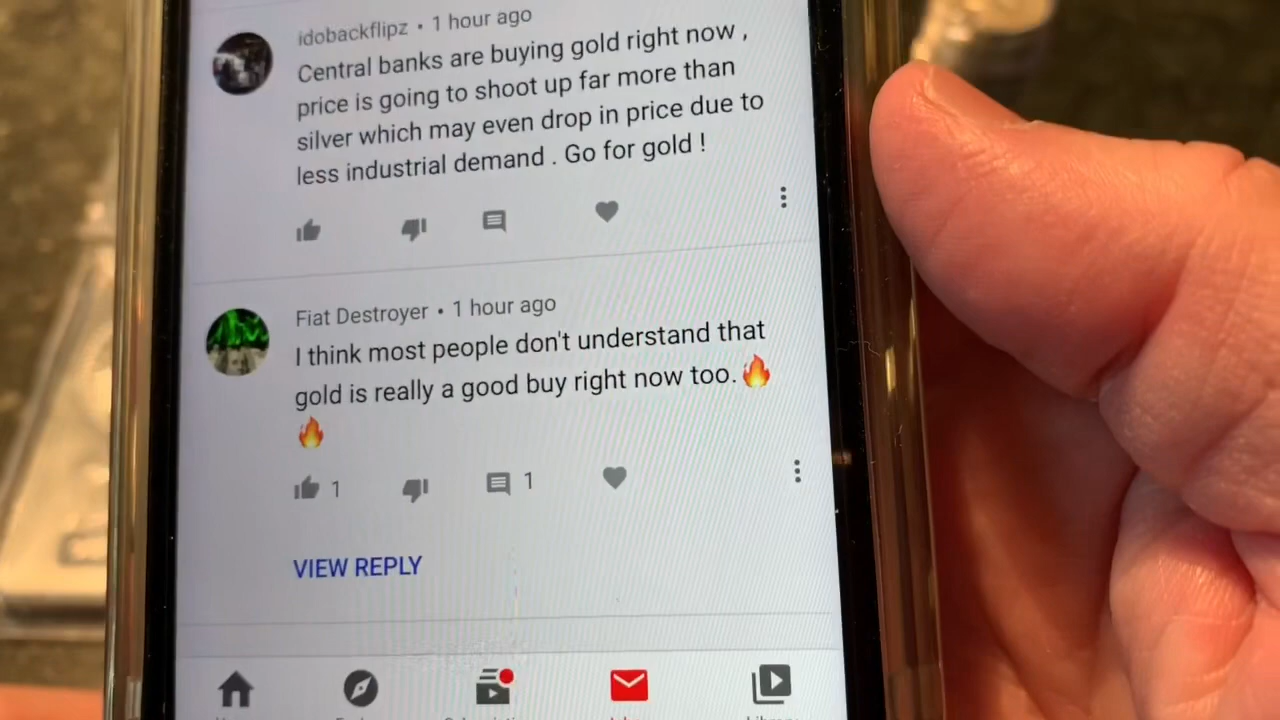 idobackflipz • 1 hour ago
Central banks are buying gold right now ,
price is going to shoot up far more than
silver which may even drop in price due to
less industrial demand . Go for gold !
Fiat Destroyer • 1 hour ago
I think most people don't understand that
gold is really a good buy right now too.🔥
🔥
1
1
VIEW REPLY